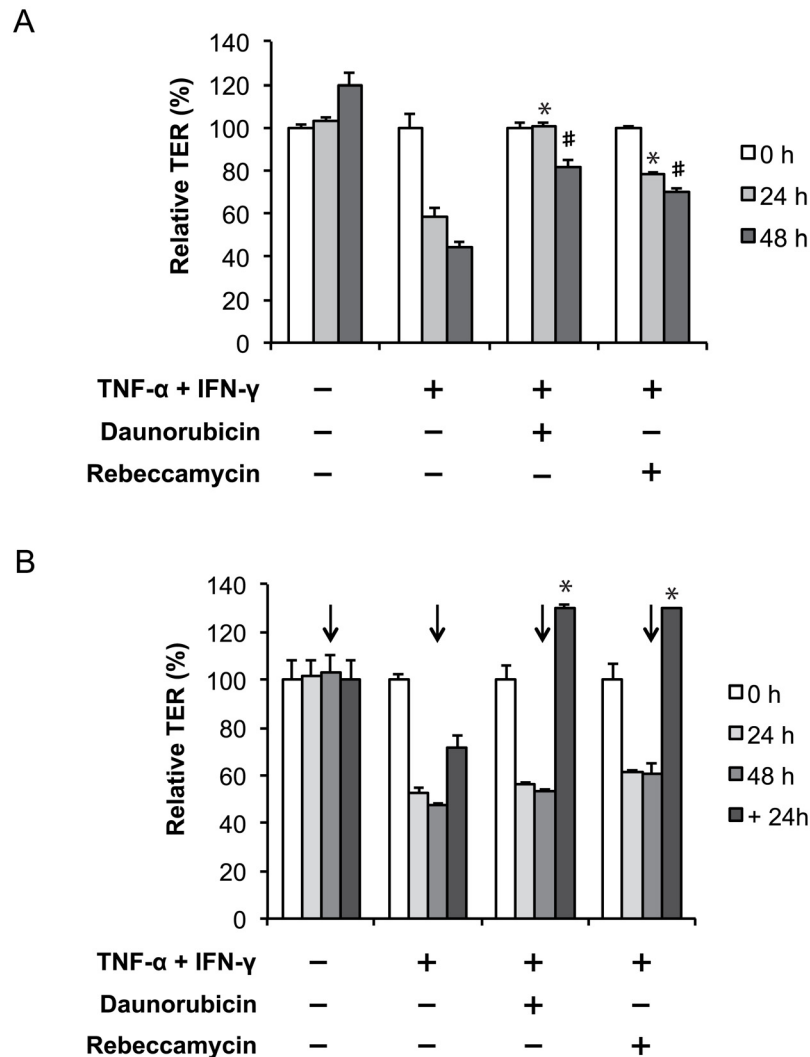 A
Relative TER (%)
140
120
100
80
60
40
20
0
* # * #
0 h
24 h
48 h
TNF-α + IFN-γ − + + +
Daunorubicin − − + −
Rebeccamycin − − − +
B
Relative TER (%)
140
120
100
80
60
40
20
0
* *
0 h
24 h
48 h
+ 24h
TNF-α + IFN-γ − + + +
Daunorubicin − − + −
Rebeccamycin − − − +